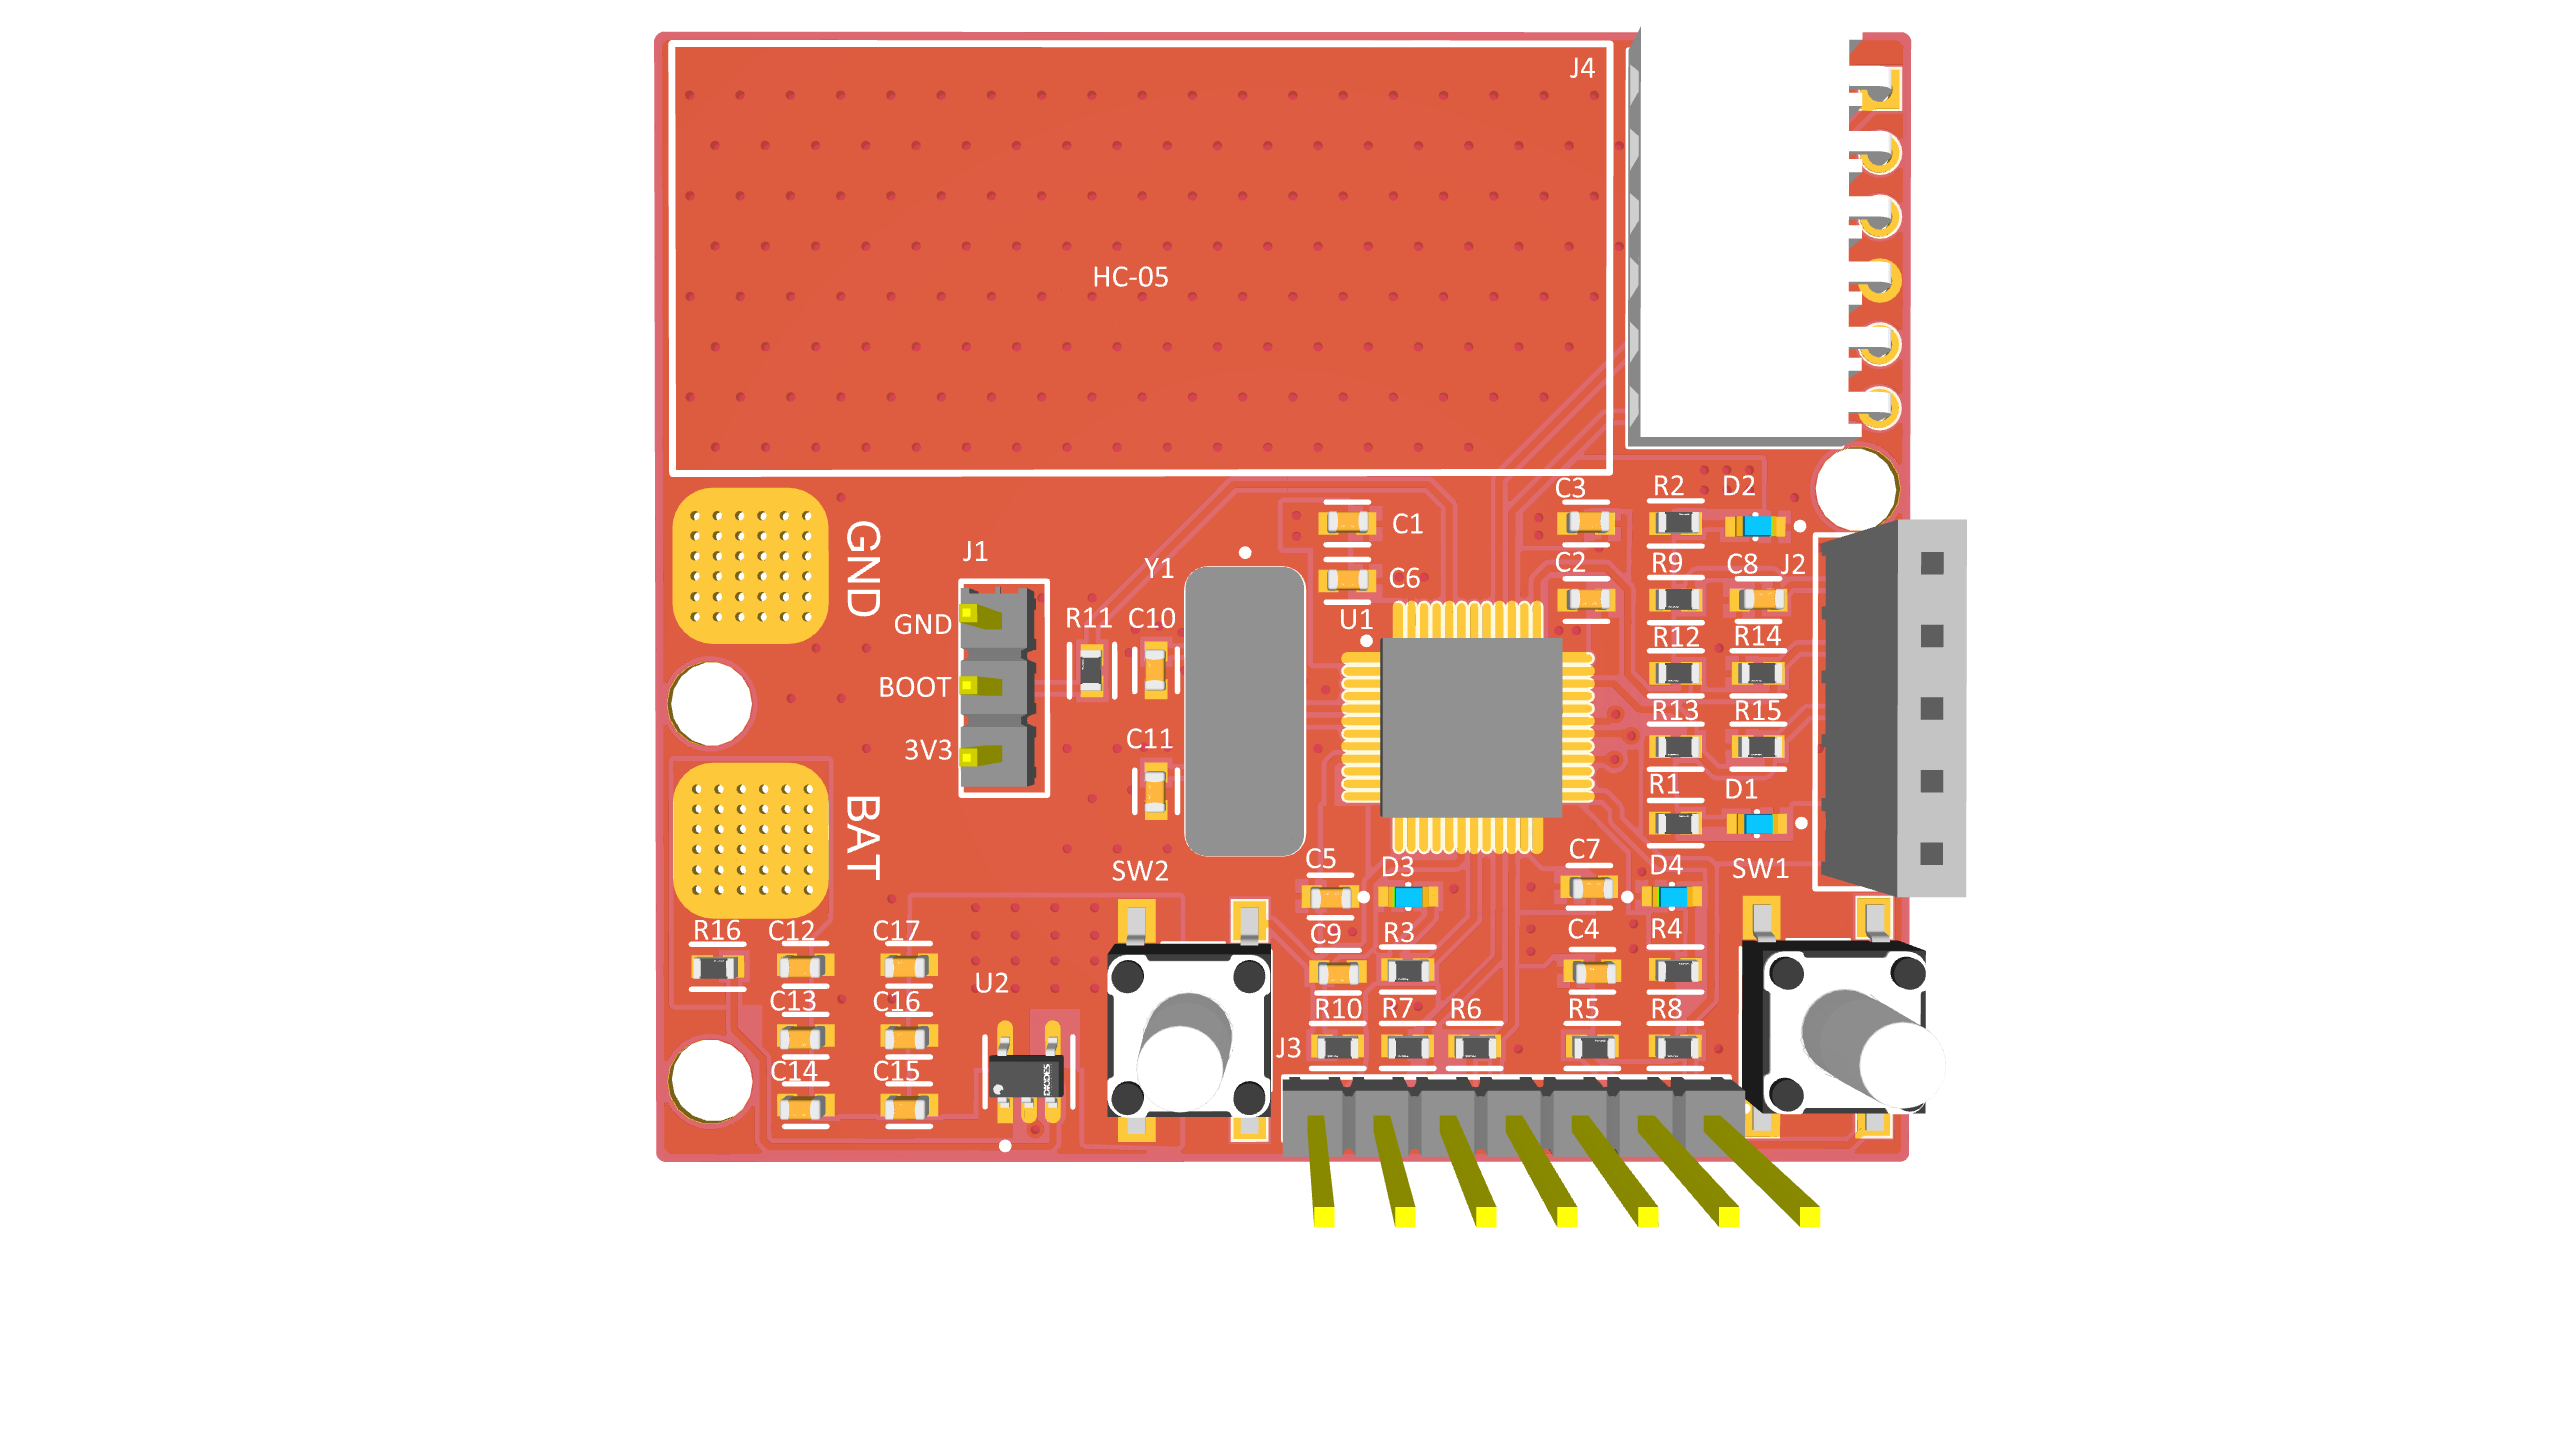 J4
HC-05
C3 R2 D2
GND
C1
J1
Y1
C2 R9 C8 J2
C6
GND
R11 C10
U1
R12 R14
BOOT
R13 R15
C11
3V3
R1 D1
BAT
SW2
C5 D3
C7
D4 SW1
R16 C12 C17
C9 R3
C4 R4
U2
C13 C16
R10 R7 R6 R5 R8
J3
C14 C15
DIODES